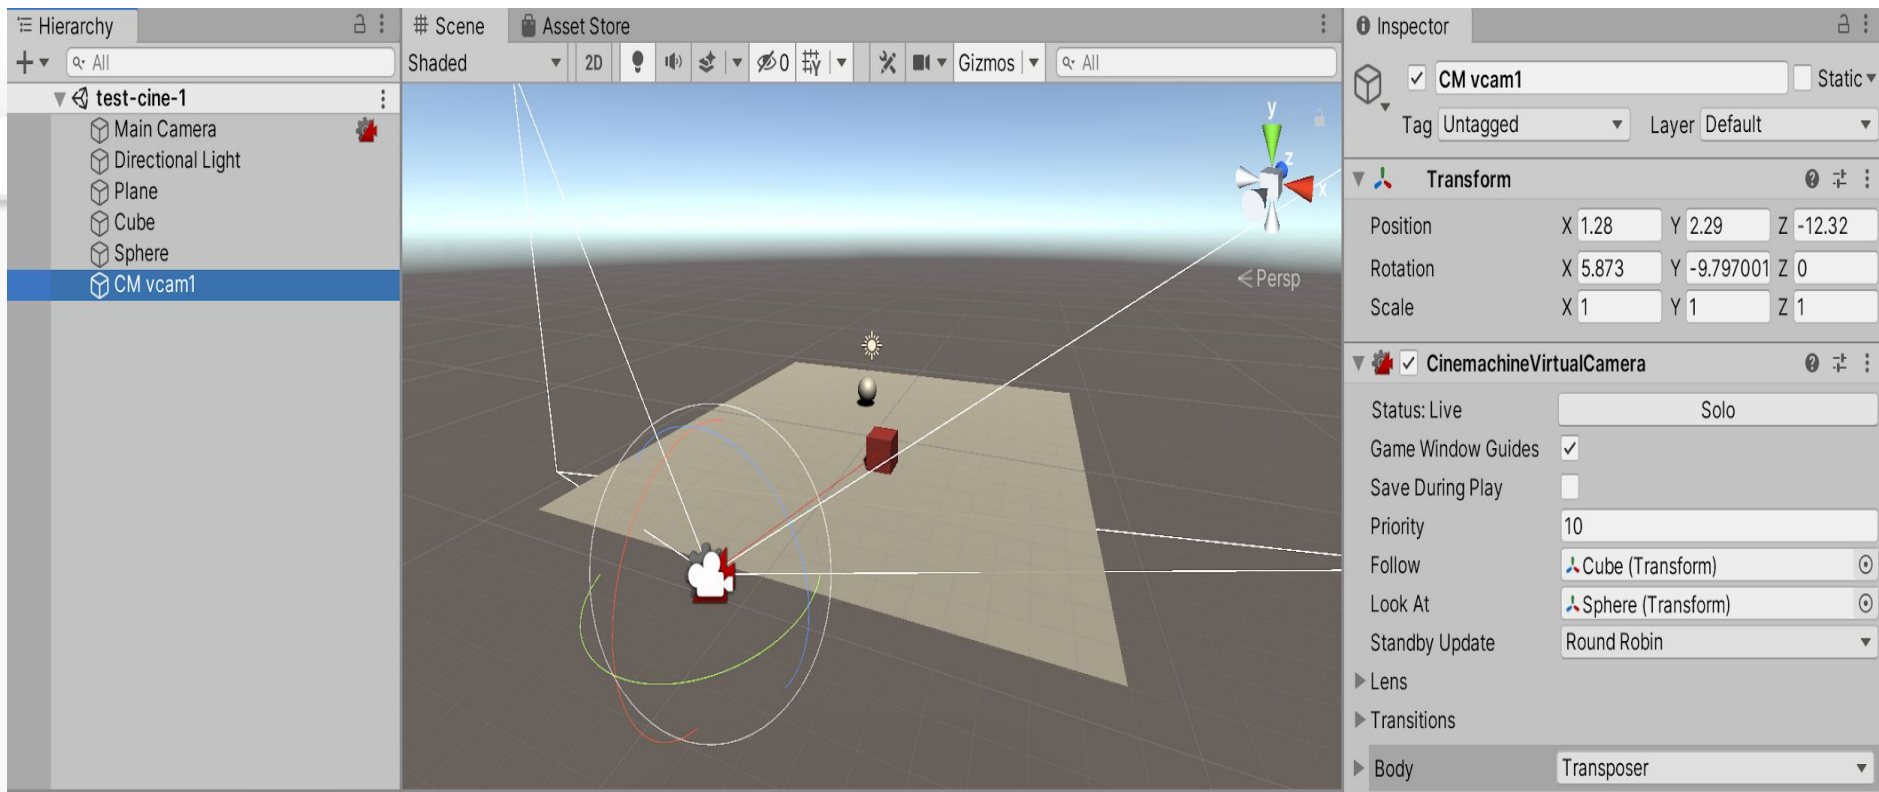 Hierarchy
All
test-cine-1
Main Camera
Directional Light
Plane
Cube
Sphere
CM vcam1
Scene Asset Store
Shaded 2D 0 Gizmos All
y
z
x
Persp
Inspector
CM vcam1 Static
Tag Untagged Layer Default
Transform
Position X 1.28 Y 2.29 Z -12.32
Rotation X 5.873 Y -9.797001 Z 0
Scale X 1 Y 1 Z 1
CinemachineVirtualCamera
Status: Live Solo
Game Window Guides
Save During Play
Priority 10
Follow Cube (Transform)
Look At Sphere (Transform)
Standby Update Round Robin
Lens
Transitions
Body Transposer